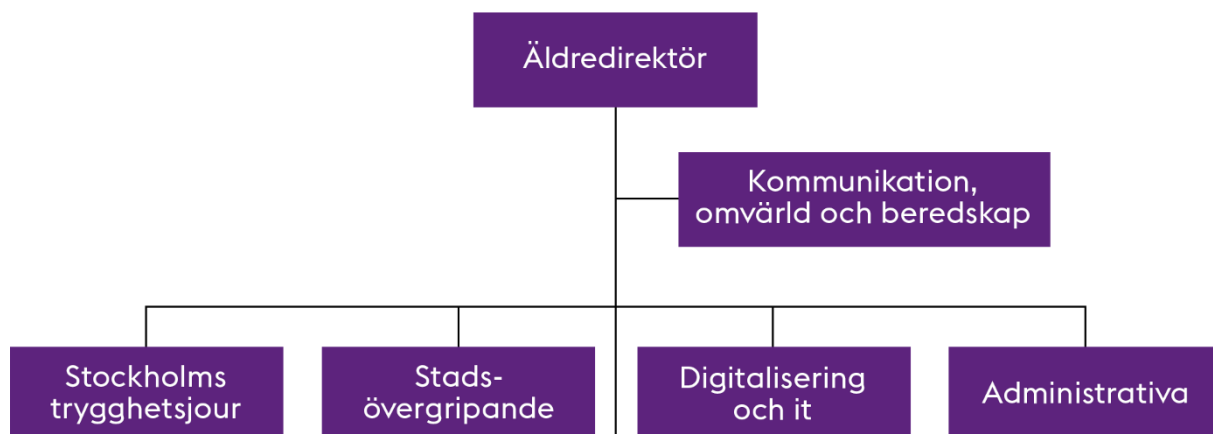 Äldredirektör
Kommunikation,
omvärld och beredskap
Stockholms
trygghetsjour
Stads-
övergripande
Digitalisering
och it
Administrativa